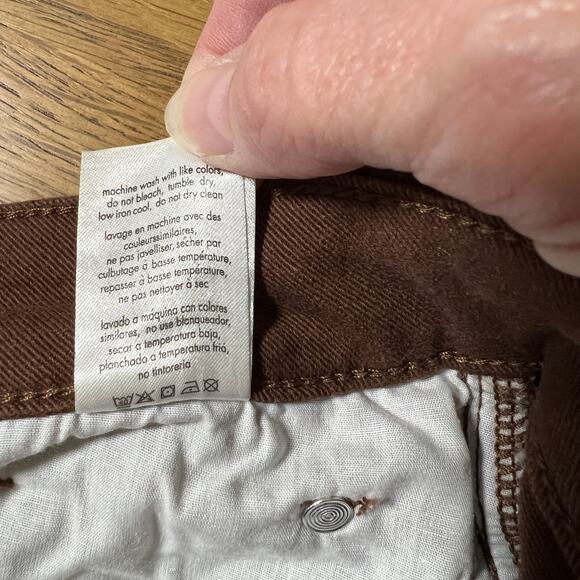 machine wash with like colors,
do not bleach, tumble dry,
low iron cool, do not dry clean
lavage en machine avec des
couleurssimilaires,
ne pas javelliser, sécher par
culbutage à basse température,
repasser à basse température,
ne pas nettoyer à sec
lavado a máquina con colores
similares, no use blanqueador,
secar a temperatura baja,
planchado a temperatura fría,
no tintoreria